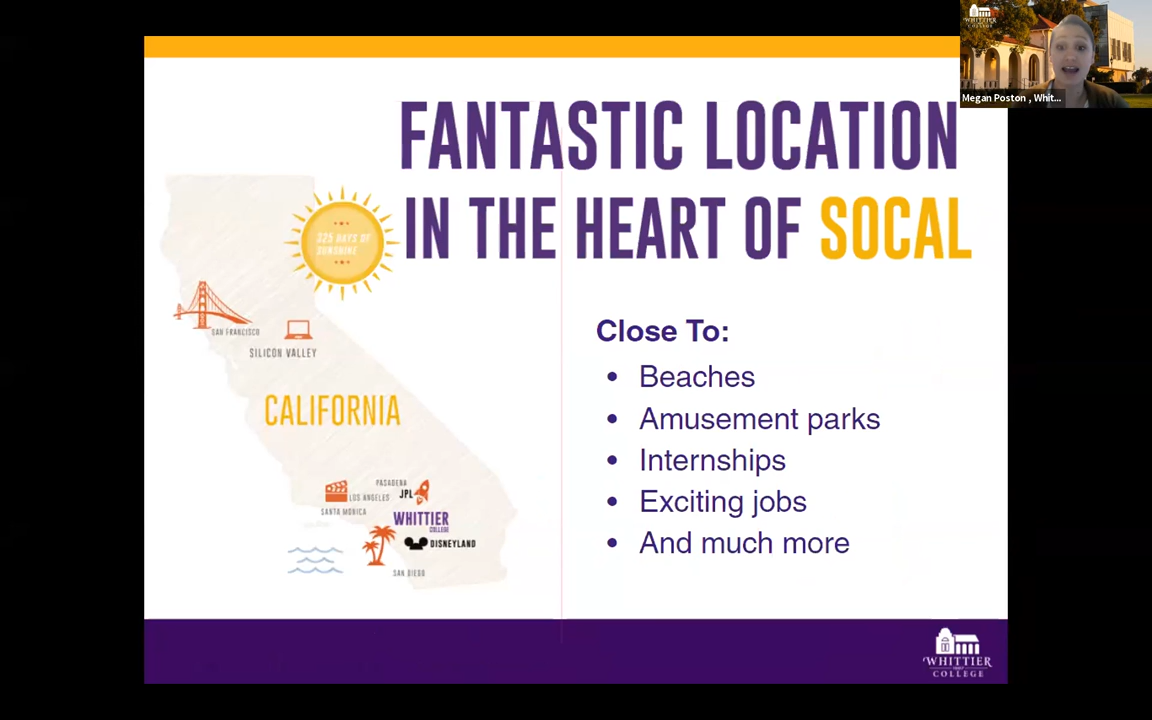 WHITTIER
COLLEGE
Megan Poston , Whit...
FANTASTIC LOCATION
IN THE HEART OF SOCAL
325 DAYS OF
SUNSHINE
SAN FRANCISCO
SILICON VALLEY
CALIFORNIA
PASADENA
JPL
LOS ANGELES
SANTA MONICA
WHITTIER
COLLEGE
DISNEYLAND
SAN DIEGO
Close To:
• Beaches
• Amusement parks
• Internships
• Exciting jobs
• And much more
WHITTIER
COLLEGE